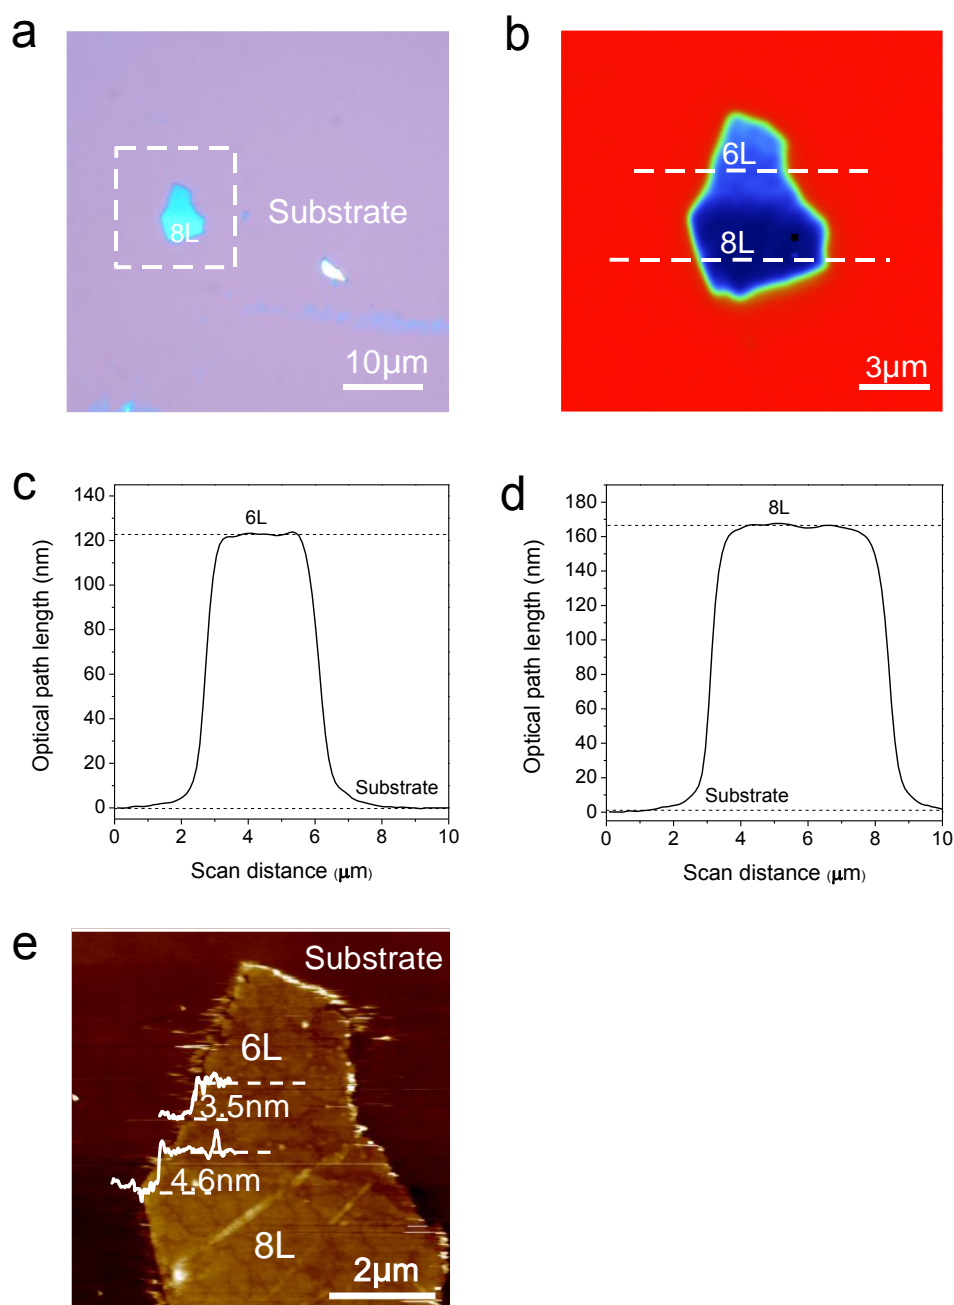 a
8L
Substrate
10μm
b
6L
8L
3μm
c
Optical path length (nm)
140
120
100
80
60
40
20
0
6L
Substrate
0 2 4 6 8 10
Scan distance (μm)
d
Optical path length (nm)
180
160
140
120
100
80
60
40
20
0
8L
Substrate
0 2 4 6 8 10
Scan distance (μm)
e
Substrate
6L
3.5nm
4.6nm
8L
2μm